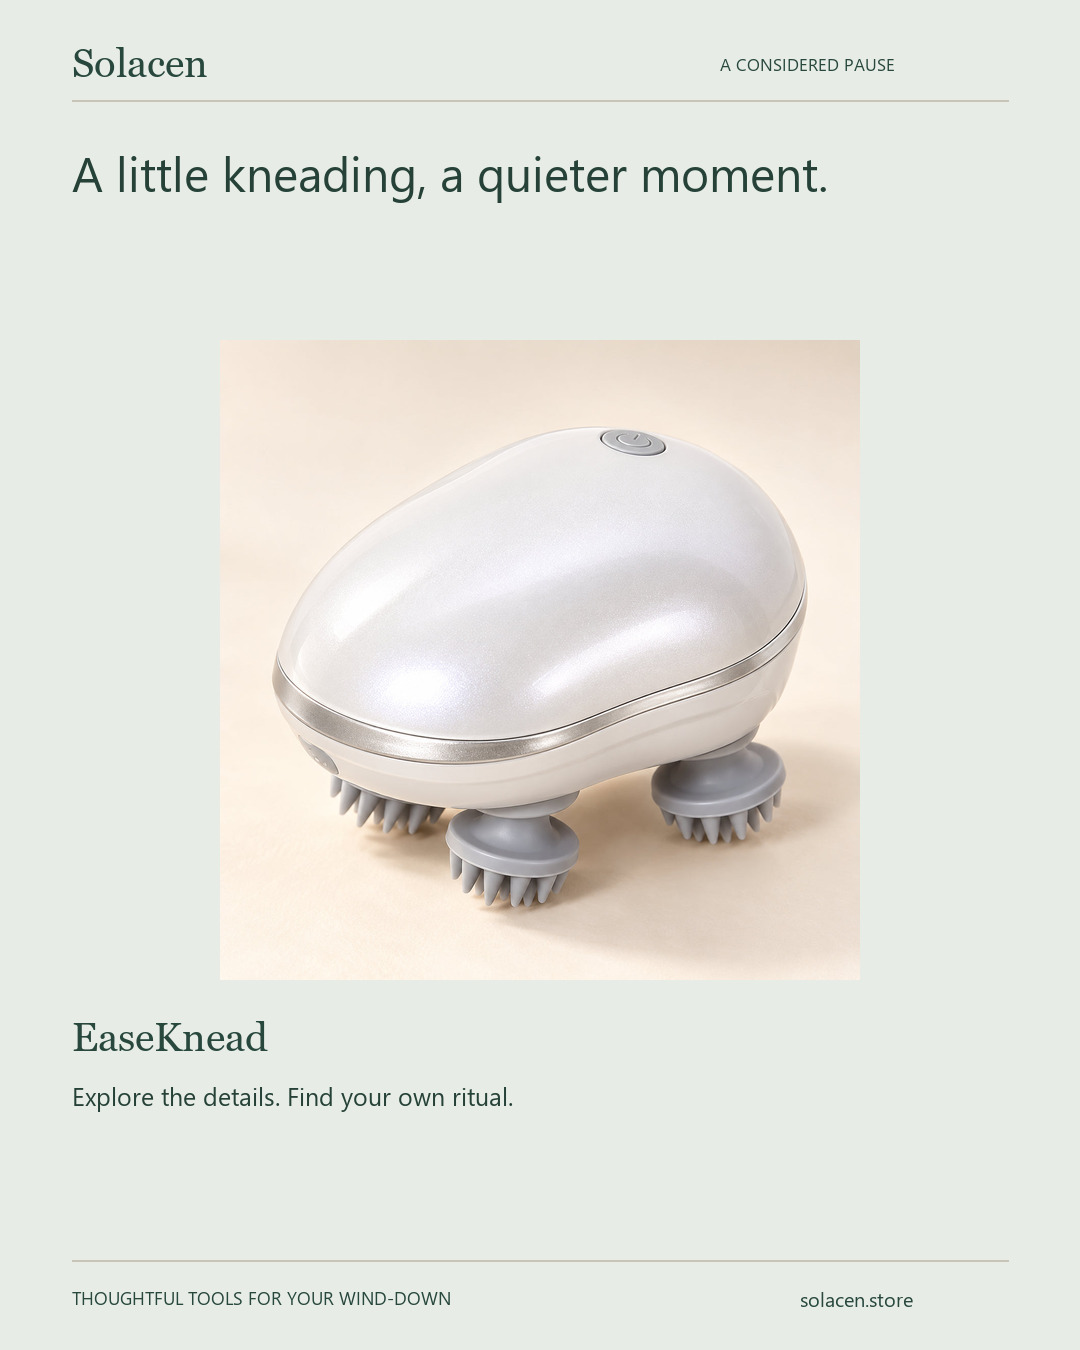 Solacen
A CONSIDERED PAUSE
A little kneading, a quieter moment.
EaseKnead
Explore the details. Find your own ritual.
THOUGHTFUL TOOLS FOR YOUR WIND-DOWN
solacen.store